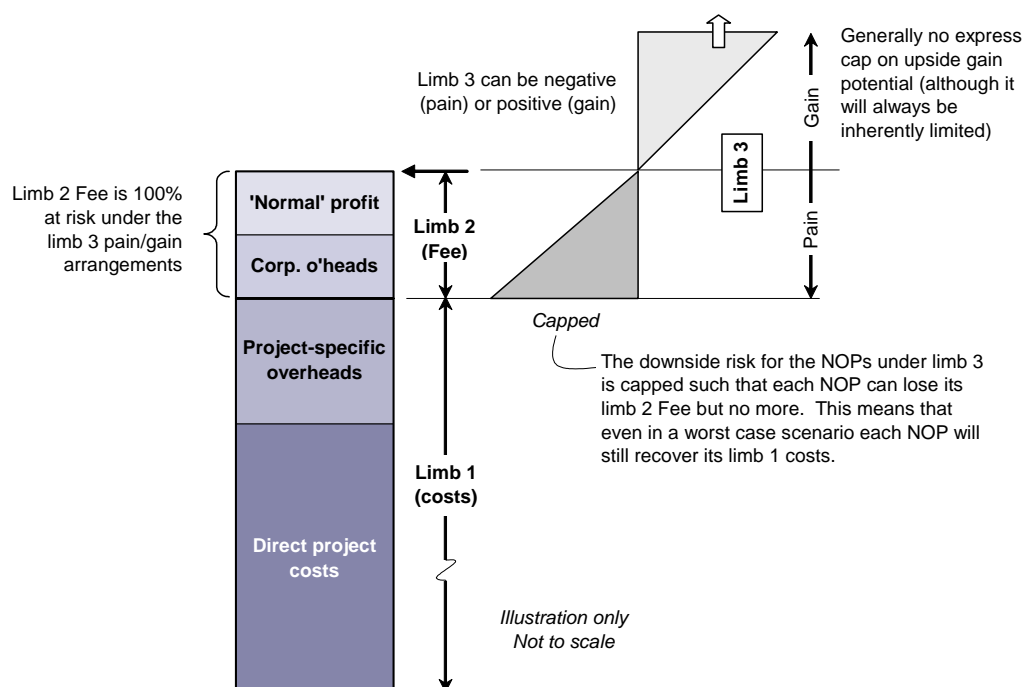 Generally no express
cap on upside gain
potential (although it
will always be
inherently limited)
Limb 3 can be negative
(pain) or positive (gain)
Gain
Limb 3
Pain
Limb 2 Fee is 100%
at risk under the
limb 3 pain/gain
arrangements
'Normal' profit
Corp. o'heads
Limb 2
(Fee)
Project-specific
overheads
Capped
The downside risk for the NOPs under limb 3
is capped such that each NOP can lose its
limb 2 Fee but no more.  This means that
even in a worst case scenario each NOP will
still recover its limb 1 costs.
Limb 1
(costs)
Direct project
costs
Illustration only
Not to scale